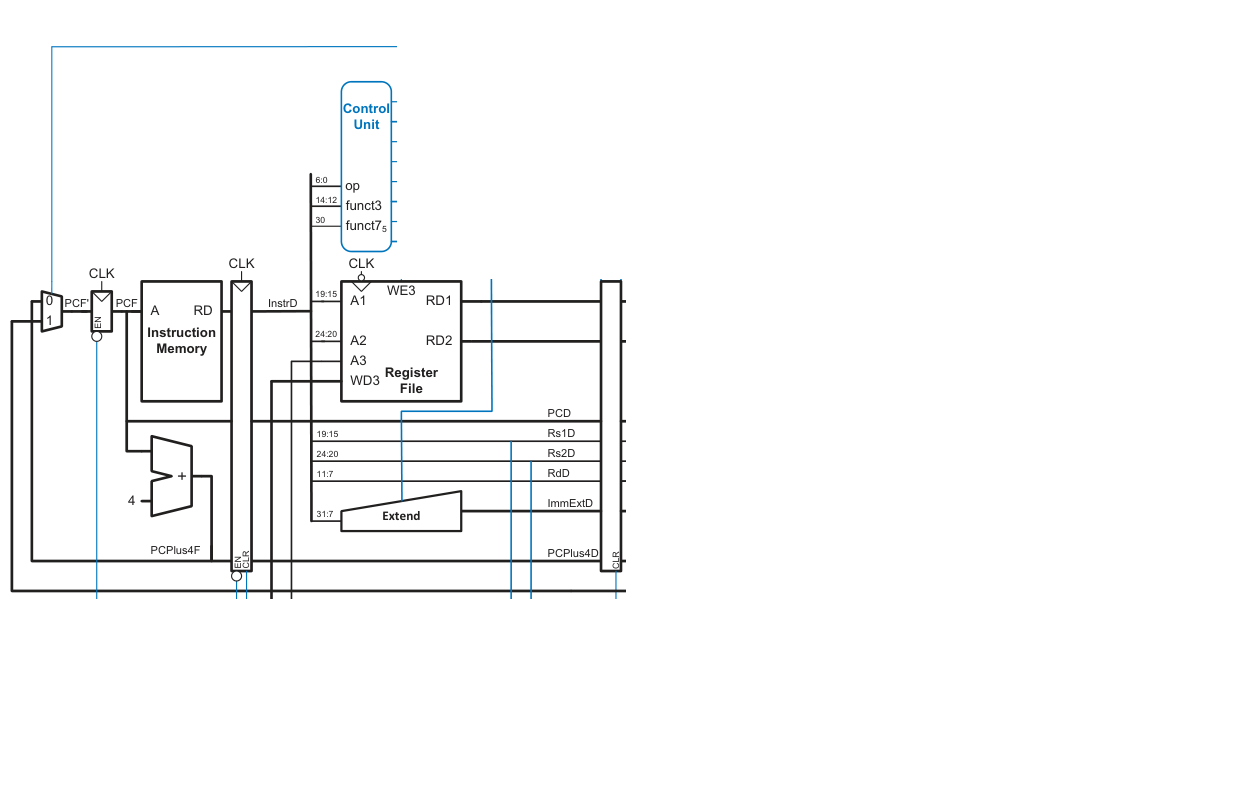 Control
Unit
6:0
op
14:12
funct3
30
funct75
CLK
CLK
CLK
0
1
PCF'
EN
PCF
A
RD
Instruction
Memory
InstrD
19:15
A1
WE3
RD1
24:20
A2
RD2
A3
WD3
Register
File
PCD
19:15
Rs1D
24:20
Rs2D
11:7
RdD
4
+
ImmExtD
31:7
Extend
PCPlus4F
EN
CLR
PCPlus4D
CLR